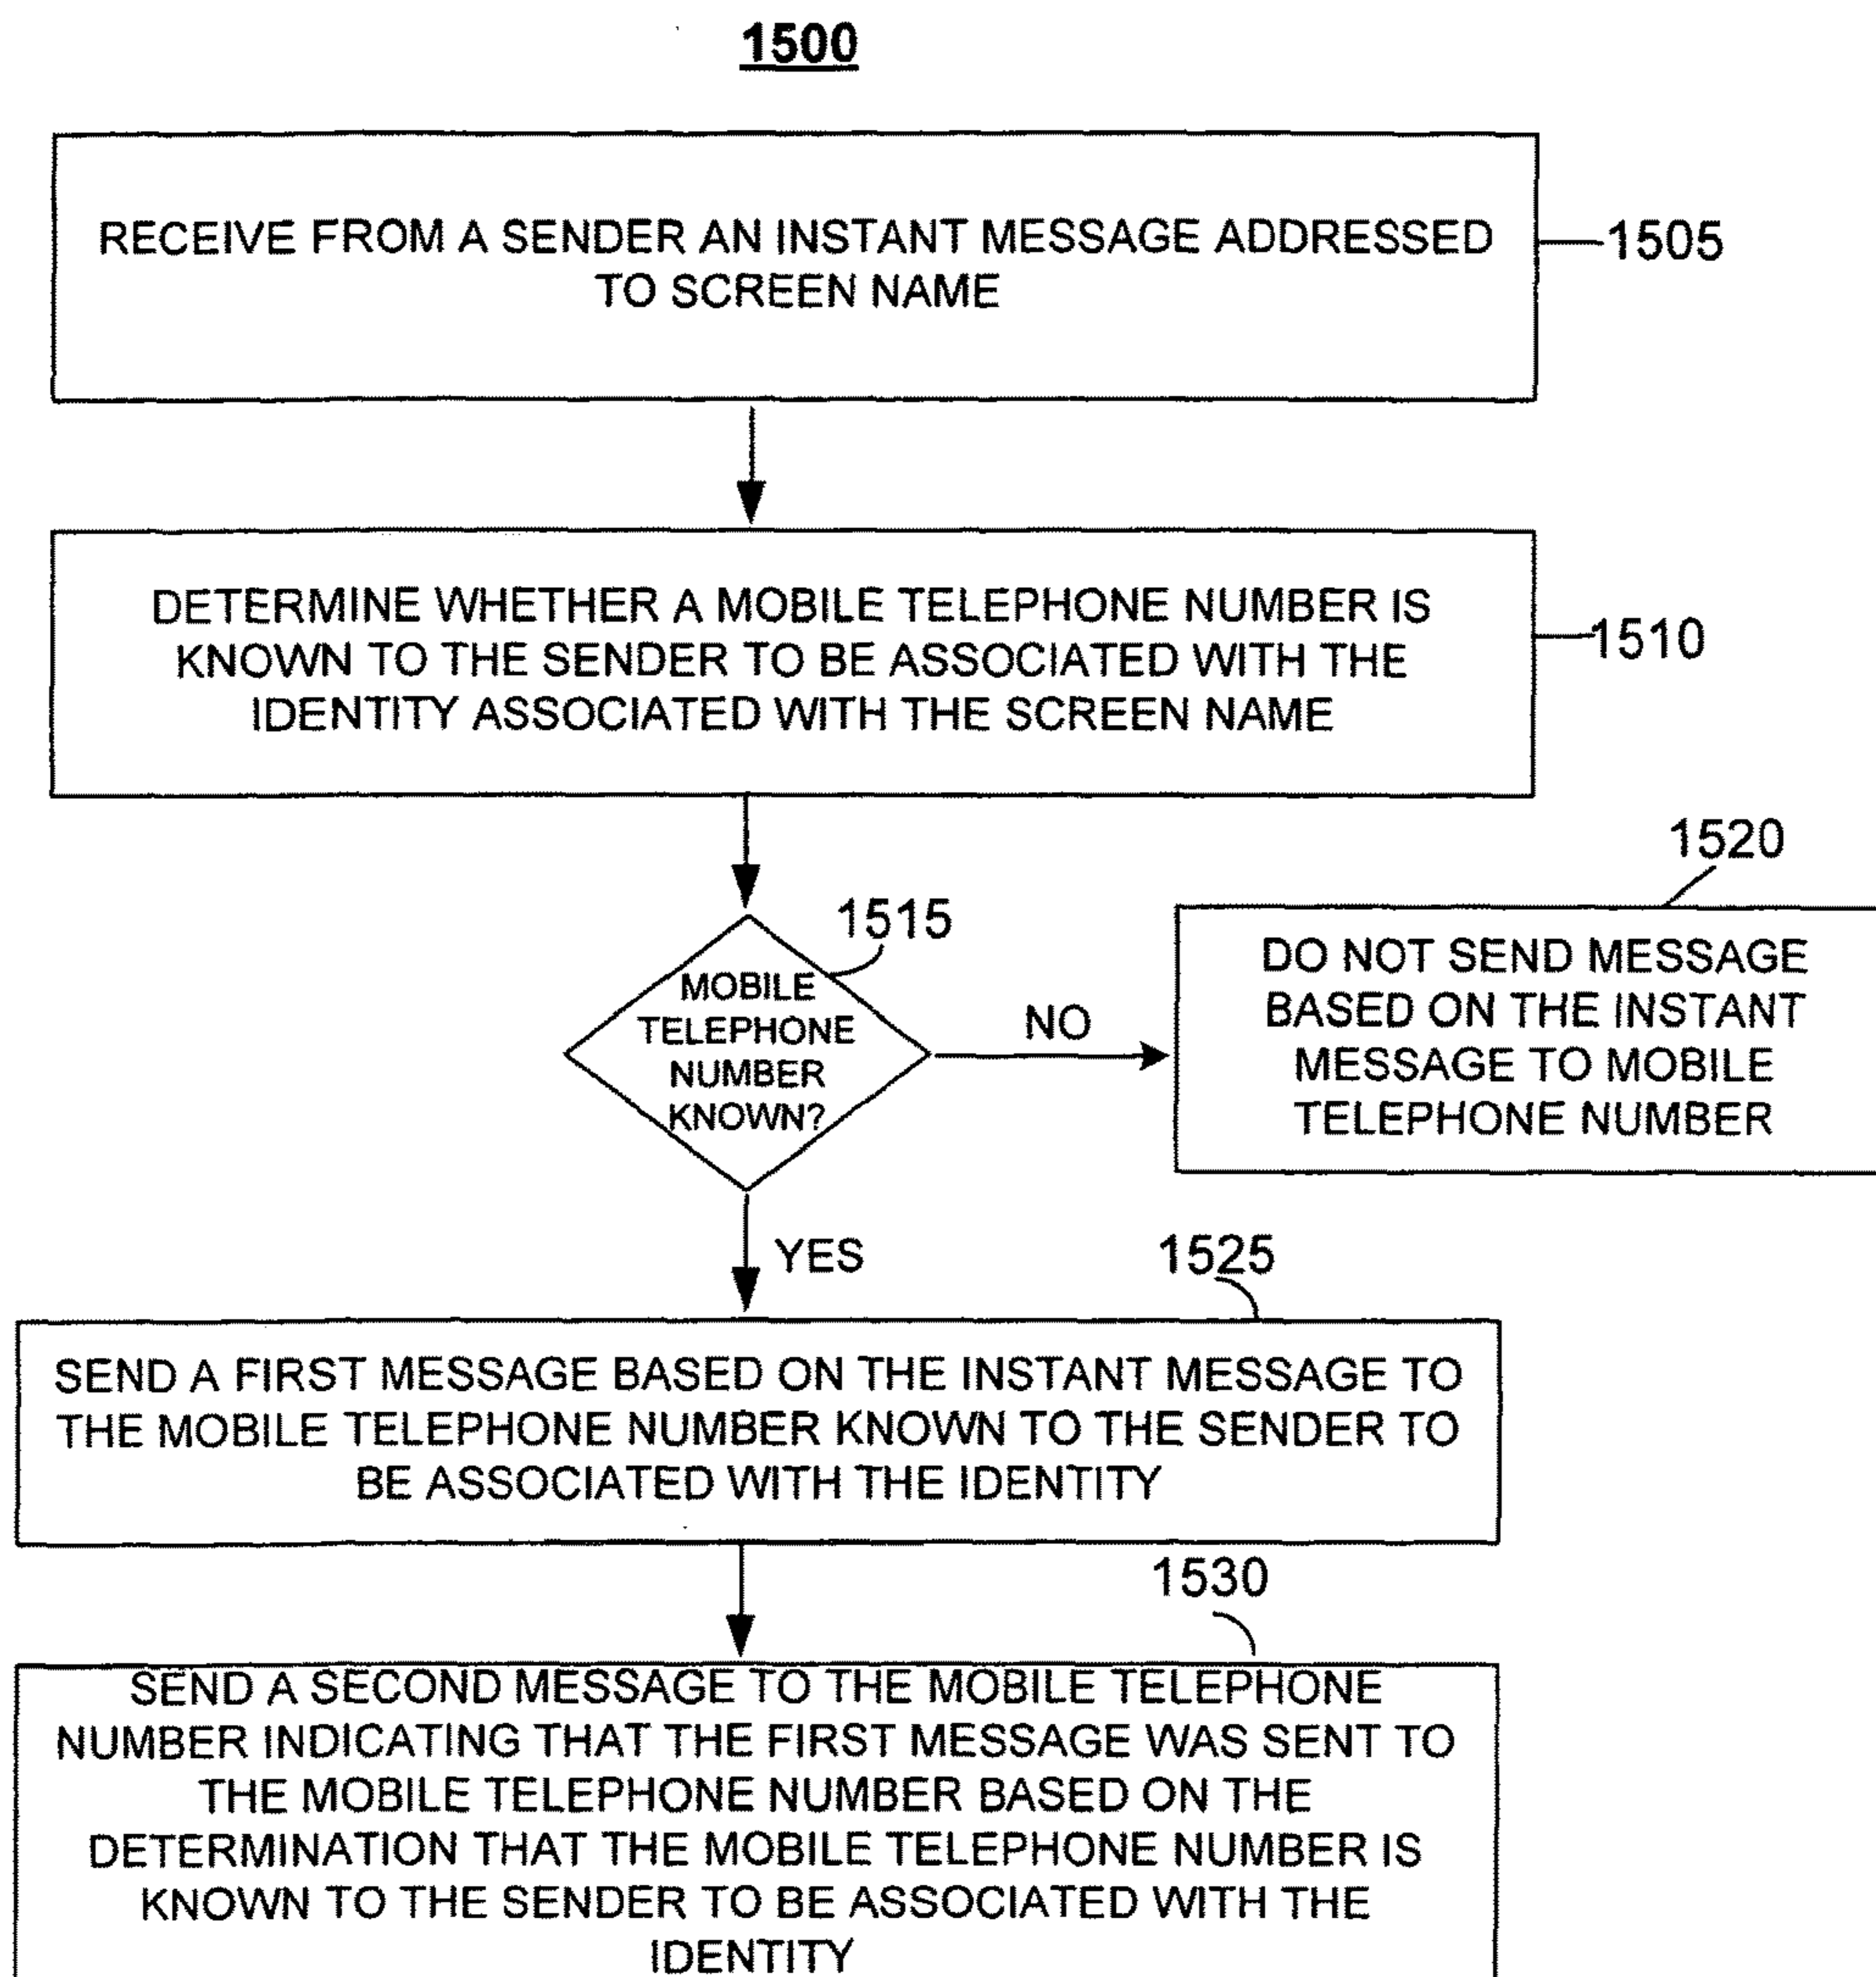 1500
RECEIVE FROM A SENDER AN INSTANT MESSAGE ADDRESSED
TO SCREEN NAME
1505
DETERMINE WHETHER A MOBILE TELEPHONE NUMBER IS
KNOWN TO THE SENDER TO BE ASSOCIATED WITH THE
IDENTITY ASSOCIATED WITH THE SCREEN NAME
1510
1515
MOBILE
TELEPHONE
NUMBER
KNOWN?
NO
1520
DO NOT SEND MESSAGE
BASED ON THE INSTANT
MESSAGE TO MOBILE
TELEPHONE NUMBER
YES
1525
SEND A FIRST MESSAGE BASED ON THE INSTANT MESSAGE TO
THE MOBILE TELEPHONE NUMBER KNOWN TO THE SENDER TO
BE ASSOCIATED WITH THE IDENTITY
1530
SEND A SECOND MESSAGE TO THE MOBILE TELEPHONE
NUMBER INDICATING THAT THE FIRST MESSAGE WAS SENT TO
THE MOBILE TELEPHONE NUMBER BASED ON THE
DETERMINATION THAT THE MOBILE TELEPHONE NUMBER IS
KNOWN TO THE SENDER TO BE ASSOCIATED WITH THE
IDENTITY